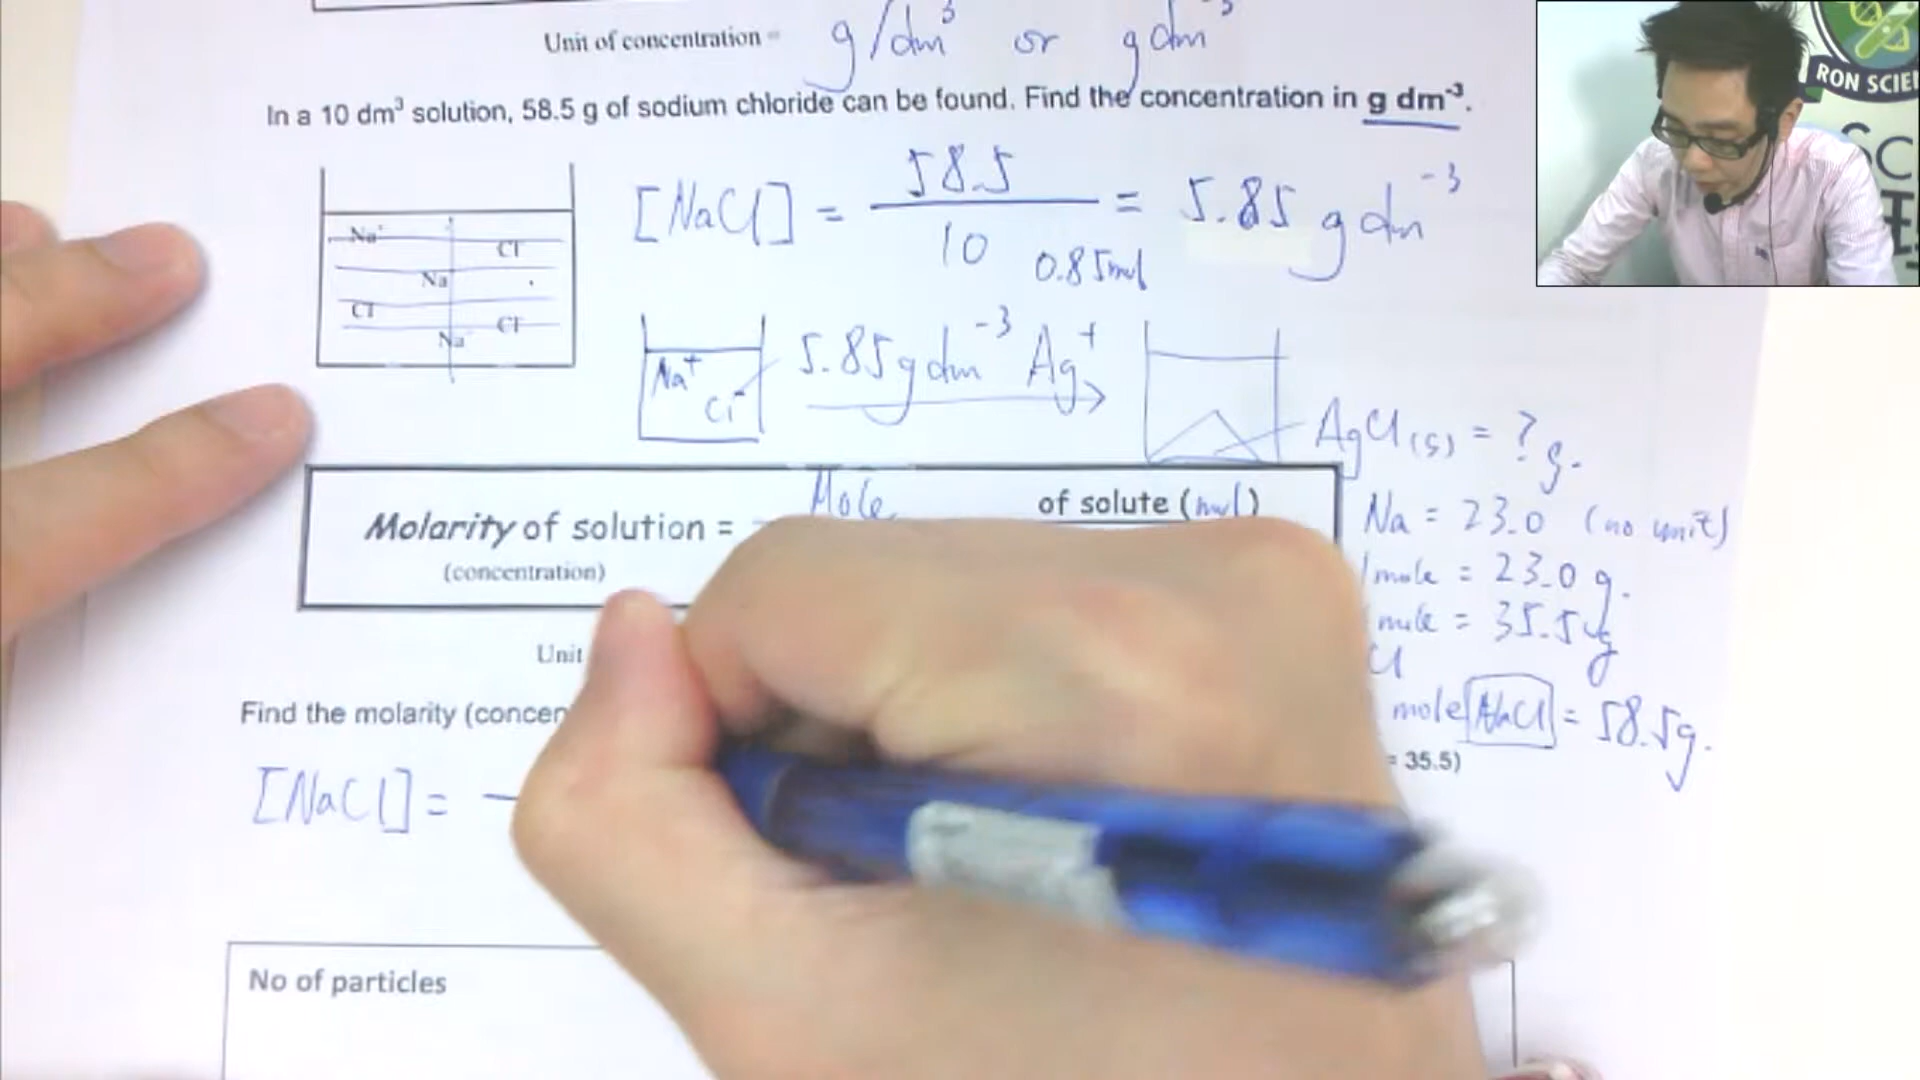 Unit of concentration = g/dm³ or g dm⁻³
In a 10 dm³ solution, 58.5 g of sodium chloride can be found. Find the concentration in g dm⁻³.
[NaCl] = 58.5 / 10 = 5.85 g dm⁻³
0.85 mol
Na⁺ Cl⁻
Na
Cl⁻ Cl⁻
Na
Na⁺ Cl⁻
5.85 g dm⁻³ Ag⁺
AgCl(s) = ? g.
Molarity of solution = Mole of solute (mol)
(concentration)
Na = 23.0 (no unit)
1 mole = 23.0 g.
mole = 35.5 g
Cl
mole NaCl = 58.5 g.
Unit
Find the molarity
= 35.5)
[NaCl] =
No of particles
RON